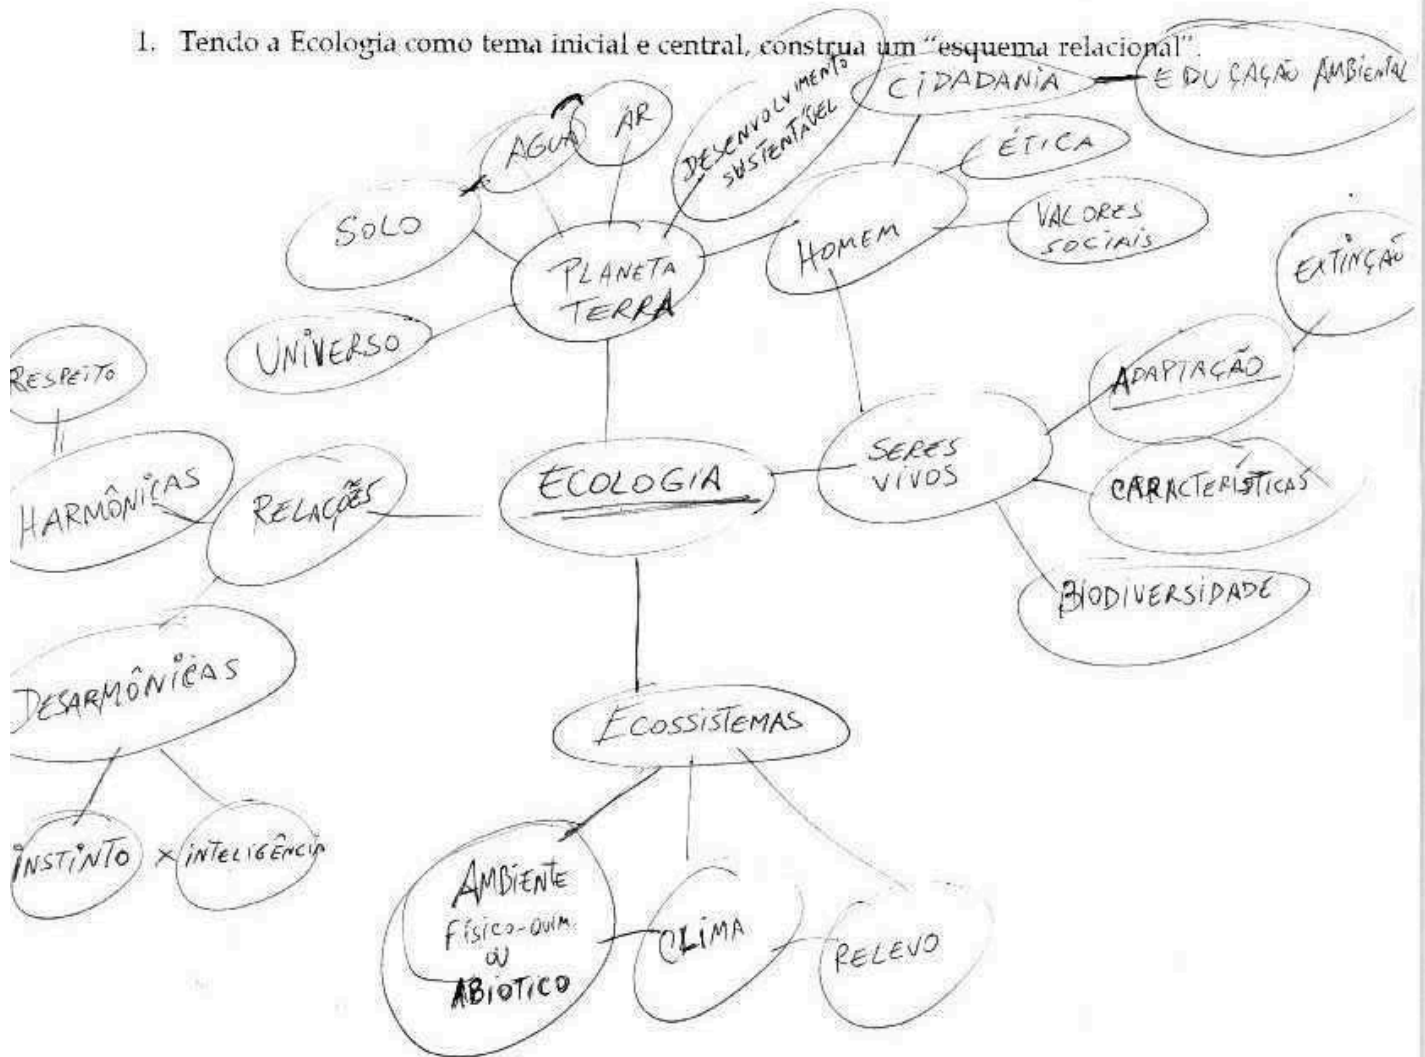 1. Tendo a Ecologia como tema inicial e central, construa um "esquema relacional".
CIDADANIA
EDUCAÇÃO AMBIENTAL
AGUA
AR
DESENVOLVIMENTO
SUSTENTÁVEL
ÉTICA
SOLO
HOMEM
VALORES
SOCIAIS
PLANETA
TERRA
EXTINÇÃO
UNIVERSO
RESPEITO
ADAPTAÇÃO
HARMÔNICAS
RELAÇÕES
ECOLOGIA
SERES
VIVOS
CARACTERÍSTICAS
BIODIVERSIDADE
DESARMÔNICAS
ECOSSISTEMAS
INSTINTO X INTELIGÊNCIA
AMBIENTE
FÍSICO-QUIM.
OU
ABIOTICO
CLIMA
RELEVO